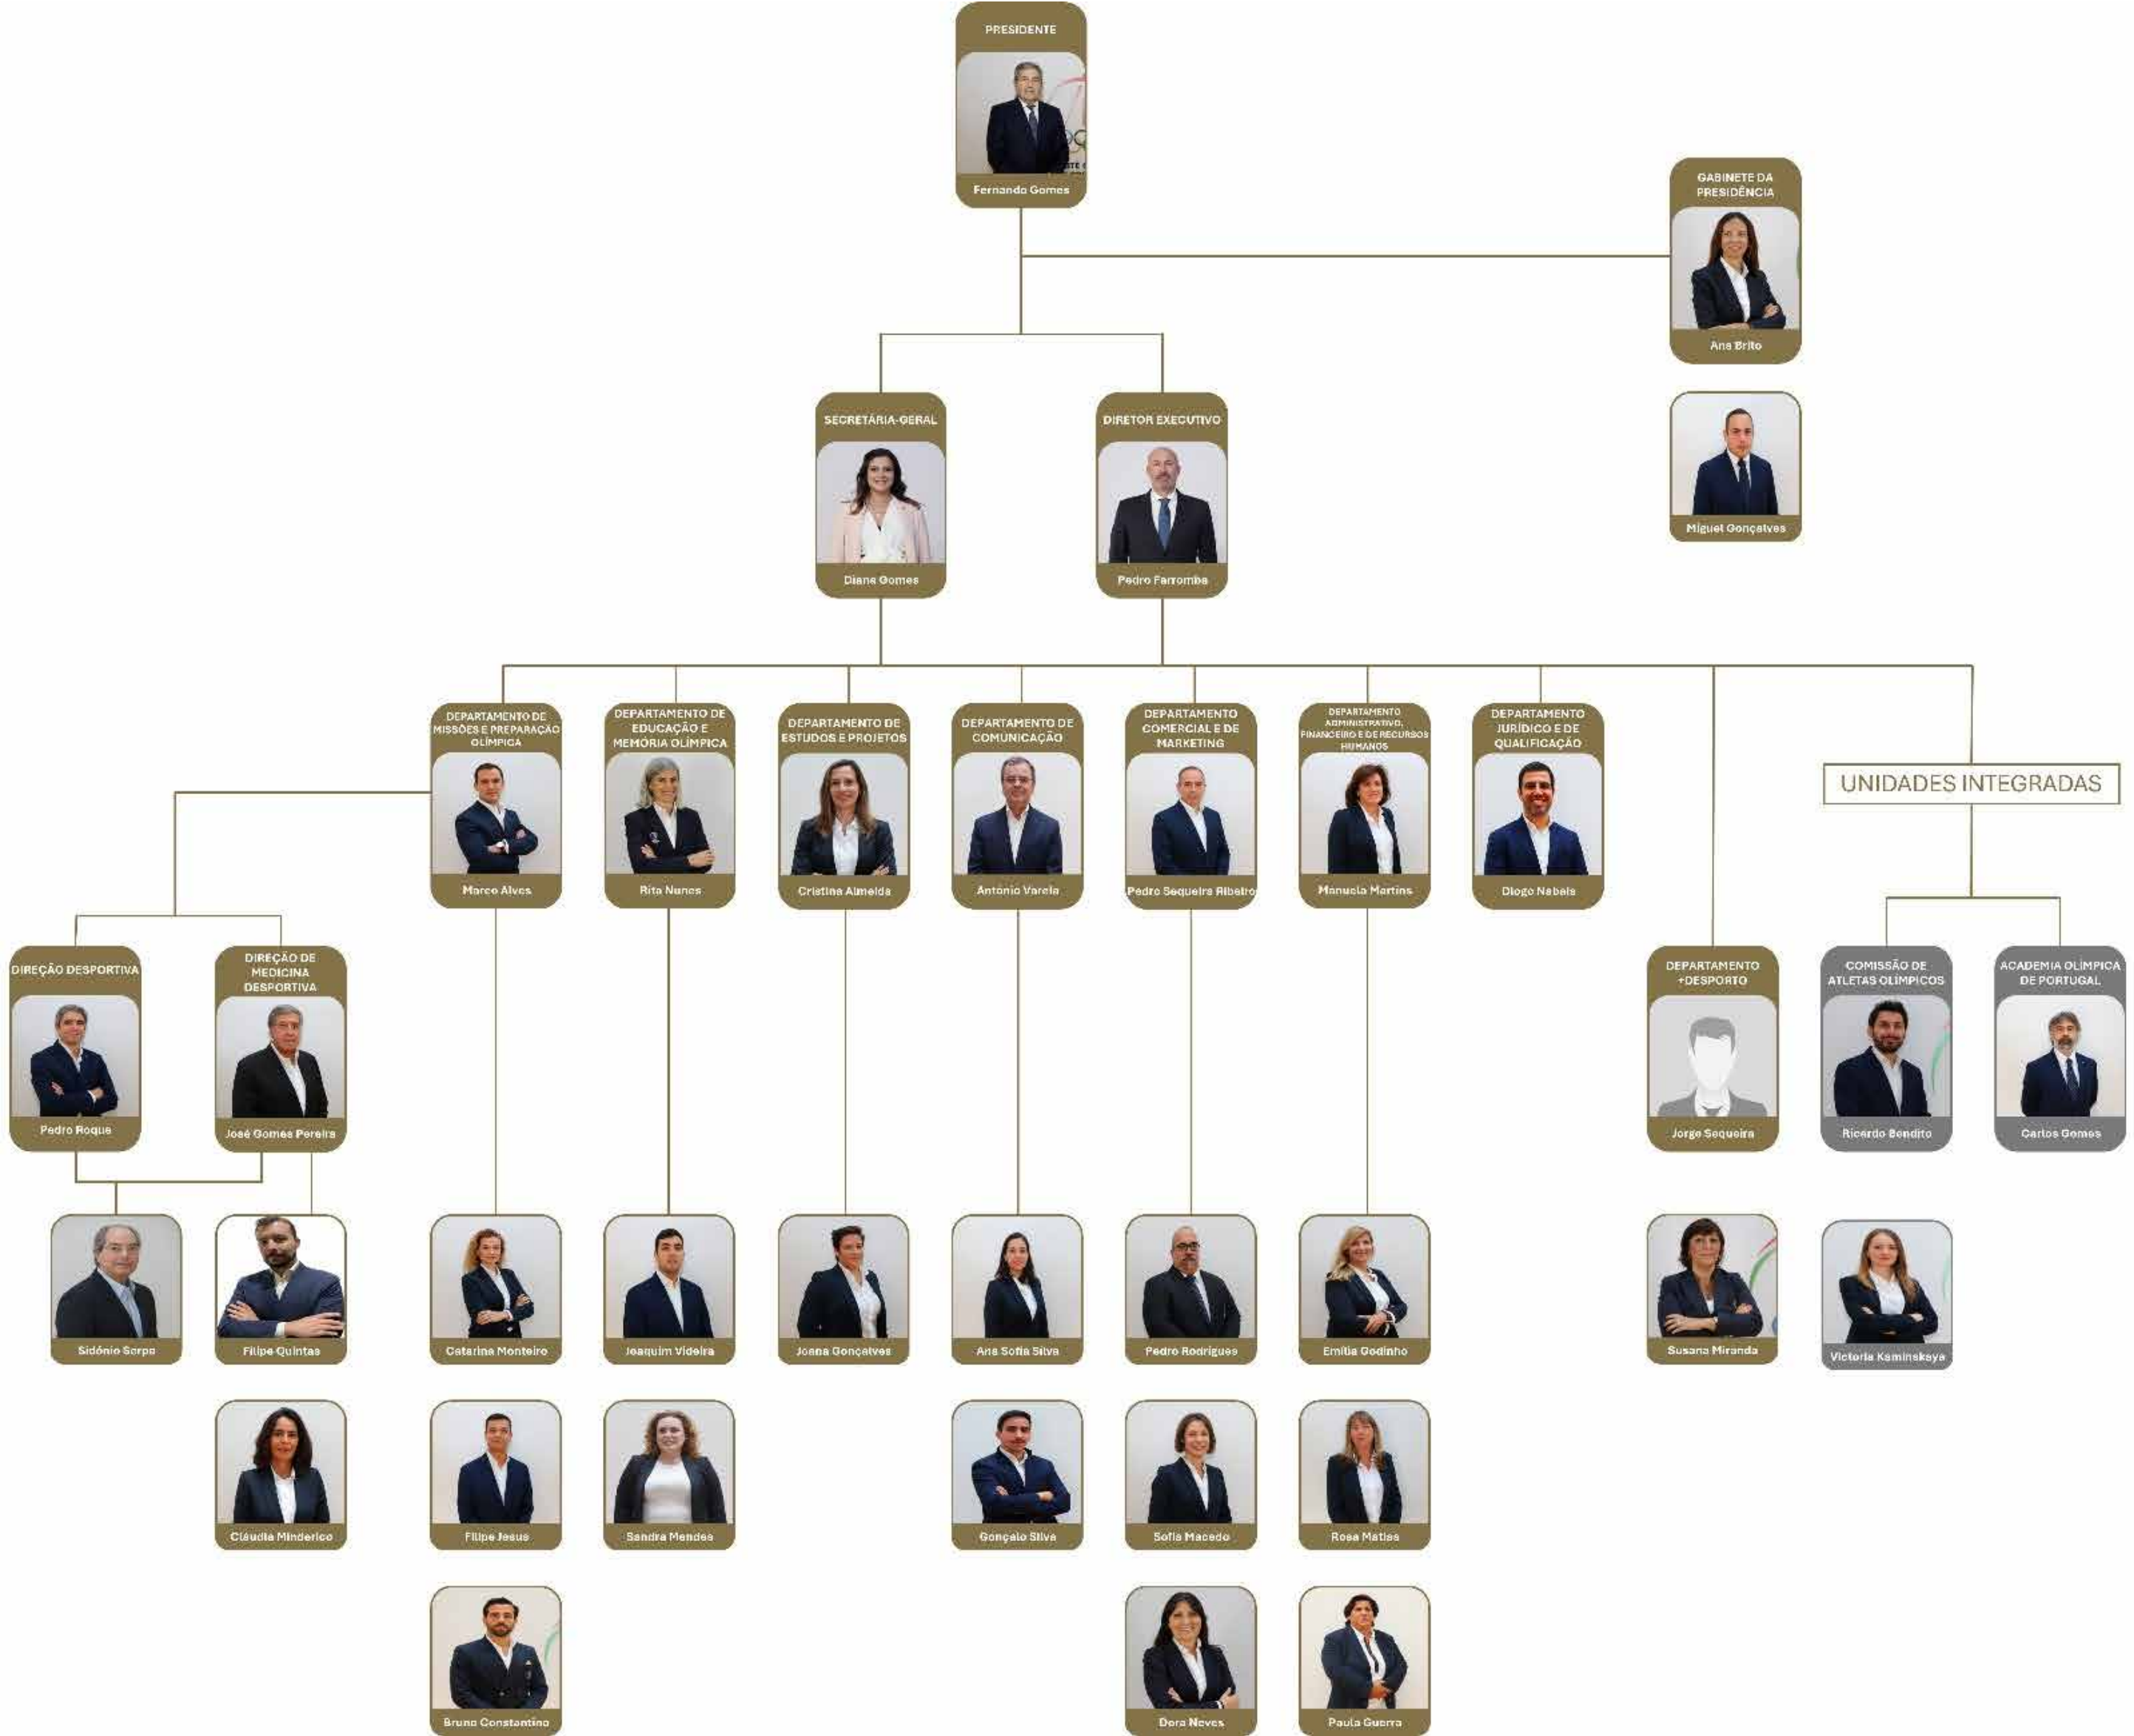 PRESIDENTE
Fernando Gomes
GABINETE DA
PRESIDÊNCIA
Ana Brito
Miguel Gonçalves
SECRETÁRIA-GERAL
Diana Gomes
DIRETOR EXECUTIVO
Pedro Farromba
DEPARTAMENTO DE
MISSÕES E PREPARAÇÃO
OLÍMPICA
Marco Alves
DEPARTAMENTO DE
EDUCAÇÃO E
MEMÓRIA OLÍMPICA
Rita Nunes
DEPARTAMENTO DE
ESTUDOS E PROJETOS
Cristina Almeida
DEPARTAMENTO DE
COMUNICAÇÃO
António Varela
DEPARTAMENTO
COMERCIAL E DE
MARKETING
Pedro Sequeira Ribeiro
DEPARTAMENTO
ADMINISTRATIVO,
FINANCEIRO E DE RECURSOS
HUMANOS
Manuela Martins
DEPARTAMENTO
JURÍDICO E DE
QUALIFICAÇÃO
Diogo Nabais
UNIDADES INTEGRADAS
DIREÇÃO DESPORTIVA
Pedro Roque
DIREÇÃO DE
MEDICINA
DESPORTIVA
José Gomes Pereira
DEPARTAMENTO
+DESPORTO
Jorge Sequeira
COMISSÃO DE
ATLETAS OLÍMPICOS
Ricardo Bendito
ACADEMIA OLÍMPICA
DE PORTUGAL
Carlos Gomes
Sidónio Serpa
Filipe Quintas
Catarina Monteiro
Joaquim Videira
Joana Gonçalves
Ana Sofia Silva
Pedro Rodrigues
Emília Godinho
Susana Miranda
Victoria Kaminskaya
Cláudia Minderico
Filipe Jesus
Sandra Mendes
Gonçalo Silva
Sofia Macedo
Rosa Matias
Bruno Constantino
Dora Neves
Paula Guerra